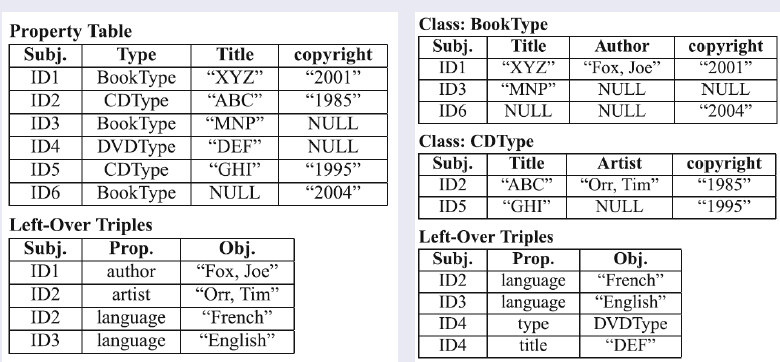 Property Table
Subj. Type Title copyright
ID1 BookType “XYZ” “2001”
ID2 CDType “ABC” “1985”
ID3 BookType “MNP” NULL
ID4 DVDType “DEF” NULL
ID5 CDType “GHI” “1995”
ID6 BookType NULL “2004”
Left-Over Triples
Subj. Prop. Obj.
ID1 author “Fox, Joe”
ID2 artist “Orr, Tim”
ID2 language “French”
ID3 language “English”
Class: BookType
Subj. Title Author copyright
ID1 “XYZ” “Fox, Joe” “2001”
ID3 “MNP” NULL NULL
ID6 NULL NULL “2004”
Class: CDType
Subj. Title Artist copyright
ID2 “ABC” “Orr, Tim” “1985”
ID5 “GHI” NULL “1995”
Left-Over Triples
Subj. Prop. Obj.
ID2 language “French”
ID3 language “English”
ID4 type DVDType
ID4 title “DEF”